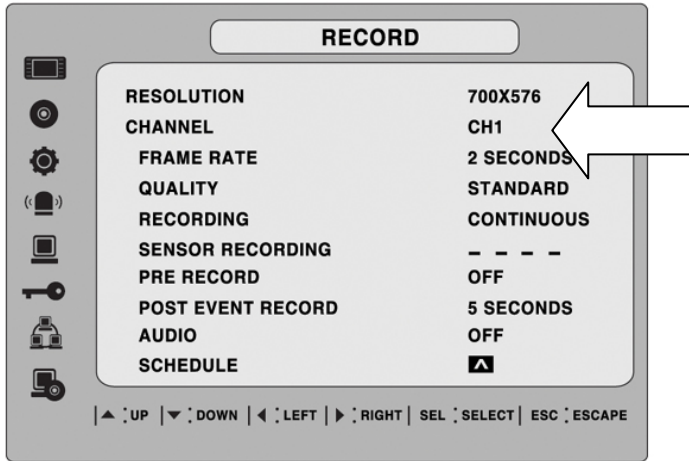 RECORD
RESOLUTION 700X576
CHANNEL CH1
FRAME RATE 2 SECONDS
QUALITY STANDARD
RECORDING CONTINUOUS
SENSOR RECORDING – – – –
PRE RECORD OFF
POST EVENT RECORD 5 SECONDS
AUDIO OFF
SCHEDULE
▲ : UP | ▼ : DOWN | ◀ : LEFT | ▶ : RIGHT | SEL : SELECT | ESC : ESCAPE